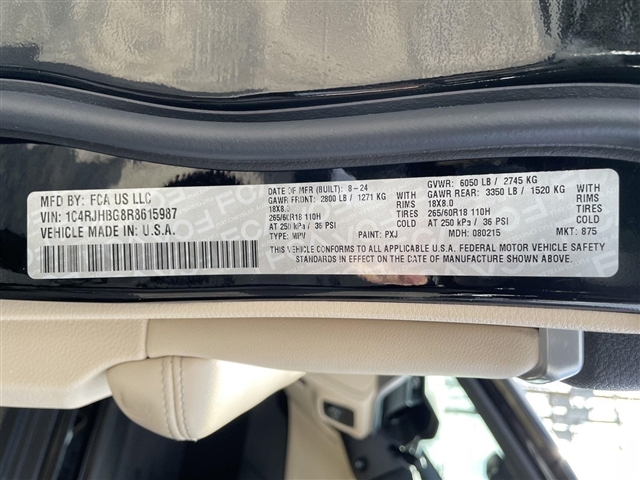 MFD BY: FCA US LLC
VIN: 1C4RJHBG8R8615987
VEHICLE MADE IN: U.S.A.
DATE OF MFR (BUILT): 8-24
GAWR FRONT: 2800 LB / 1271 KG WITH
18X8.0 RIMS
265/60R18 110H TIRES
AT 250 kPa / 36 PSI COLD
TYPE: MPV PAINT: PXJ
GVWR: 6050 LB / 2745 KG
GAWR REAR: 3350 LB / 1520 KG WITH
18X8.0 RIMS
265/60R18 110H TIRES
AT 250 kPa / 36 PSI COLD
MDH: 080215 MKT: 875
THIS VEHICLE CONFORMS TO ALL APPLICABLE U.S.A. FEDERAL MOTOR VEHICLE SAFETY
STANDARDS IN EFFECT ON THE DATE OF MANUFACTURE SHOWN ABOVE